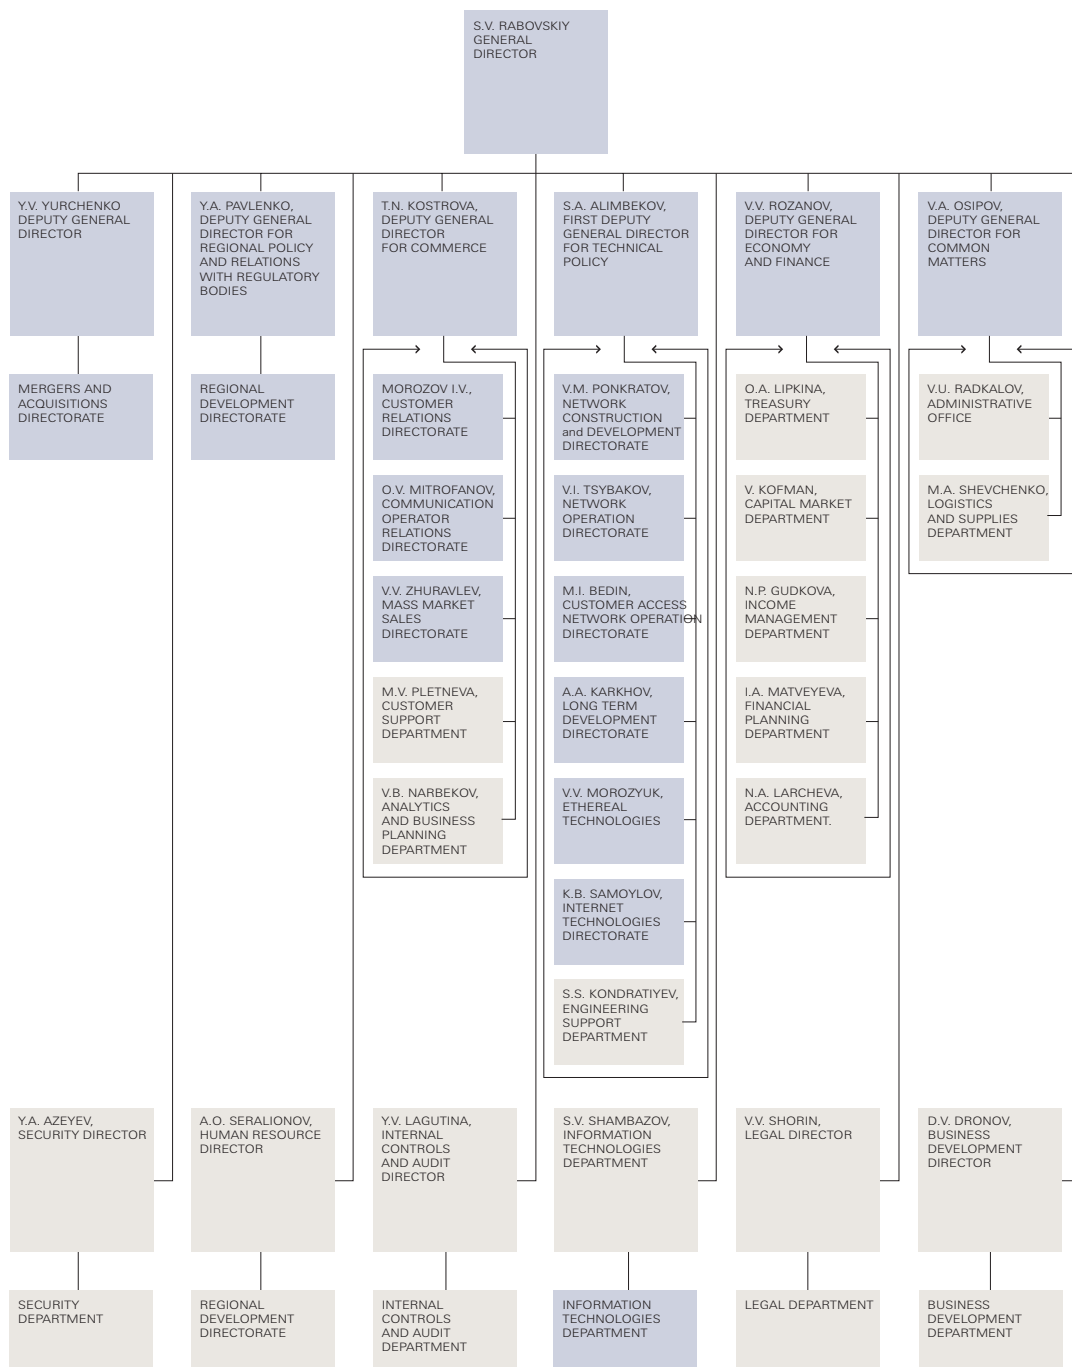 S.V. RABOVSKIY
GENERAL
DIRECTOR
Y.V. YURCHENKO
DEPUTY GENERAL
DIRECTOR
Y.A. PAVLENKO,
DEPUTY GENERAL
DIRECTOR FOR
REGIONAL POLICY
AND RELATIONS
WITH REGULATORY
BODIES
T.N. KOSTROVA,
DEPUTY GENERAL
DIRECTOR
FOR COMMERCE
S.A. ALIMBEKOV,
FIRST DEPUTY
GENERAL DIRECTOR
FOR TECHNICAL
POLICY
V.V. ROZANOV,
DEPUTY GENERAL
DIRECTOR FOR
ECONOMY
AND FINANCE
V.A. OSIPOV,
DEPUTY GENERAL
DIRECTOR FOR
COMMON
MATTERS
MERGERS AND
ACQUISITIONS
DIRECTORATE
REGIONAL
DEVELOPMENT
DIRECTORATE
MOROZOV I.V.,
CUSTOMER
RELATIONS
DIRECTORATE
O.V. MITROFANOV,
COMMUNICATION
OPERATOR
RELATIONS
DIRECTORATE
V.V. ZHURAVLEV,
MASS MARKET
SALES
DIRECTORATE
M.V. PLETNEVA,
CUSTOMER
SUPPORT
DEPARTMENT
V.B. NARBEKOV,
ANALYTICS
AND BUSINESS
PLANNING
DEPARTMENT
V.M. PONKRATOV,
NETWORK
CONSTRUCTION
and DEVELOPMENT
DIRECTORATE
V.I. TSYBAKOV,
NETWORK
OPERATION
DIRECTORATE
M.I. BEDIN,
CUSTOMER ACCESS
NETWORK OPERATION
DIRECTORATE
A.A. KARKHOV,
LONG TERM
DEVELOPMENT
DIRECTORATE
V.V. MOROZYUK,
ETHEREAL
TECHNOLOGIES
K.B. SAMOYLOV,
INTERNET
TECHNOLOGIES
DIRECTORATE
S.S. KONDRATIYEV,
ENGINEERING
SUPPORT
DEPARTMENT
O.A. LIPKINA,
TREASURY
DEPARTMENT
V. KOFMAN,
CAPITAL MARKET
DEPARTMENT
N.P. GUDKOVA,
INCOME
MANAGEMENT
DEPARTMENT
I.A. MATVEYEVA,
FINANCIAL
PLANNING
DEPARTMENT
N.A. LARCHEVA,
ACCOUNTING
DEPARTMENT.
V.U. RADKALOV,
ADMINISTRATIVE
OFFICE
M.A. SHEVCHENKO,
LOGISTICS
AND SUPPLIES
DEPARTMENT
Y.A. AZEYEV,
SECURITY DIRECTOR
A.O. SERALIONOV,
HUMAN RESOURCE
DIRECTOR
Y.V. LAGUTINA,
INTERNAL
CONTROLS
AND AUDIT
DIRECTOR
S.V. SHAMBAZOV,
INFORMATION
TECHNOLOGIES
DEPARTMENT
V.V. SHORIN,
LEGAL DIRECTOR
D.V. DRONOV,
BUSINESS
DEVELOPMENT
DIRECTOR
SECURITY
DEPARTMENT
REGIONAL
DEVELOPMENT
DIRECTORATE
INTERNAL
CONTROLS
AND AUDIT
DEPARTMENT
INFORMATION
TECHNOLOGIES
DEPARTMENT
LEGAL DEPARTMENT
BUSINESS
DEVELOPMENT
DEPARTMENT